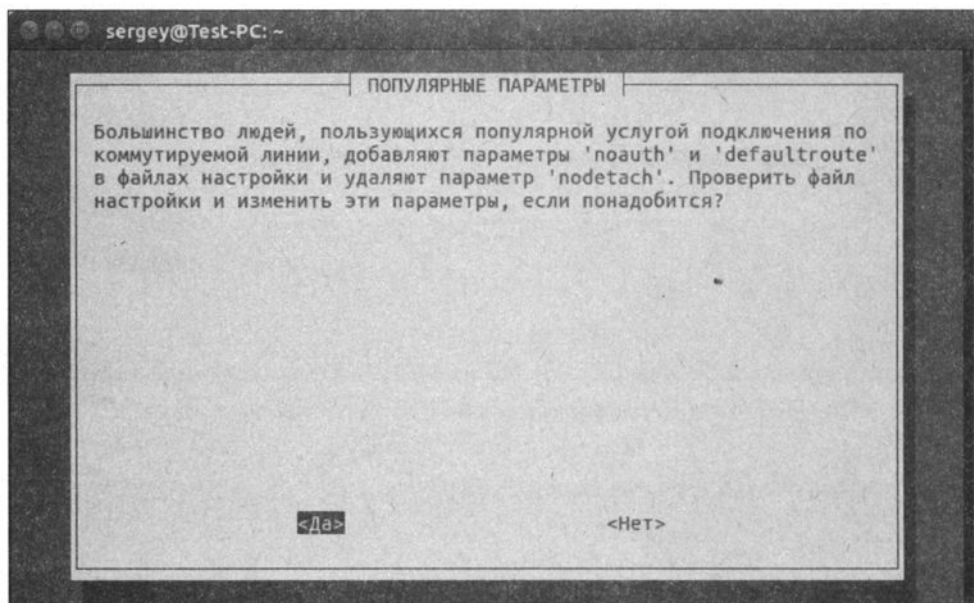 sergey@Test-PC: ~
ПОПУЛЯРНЫЕ ПАРАМЕТРЫ
Большинство людей, пользующихся популярной услугой подключения по
коммутируемой линии, добавляют параметры 'noauth' и 'defaultroute'
в файлах настройки и удаляют параметр 'nodetach'. Проверить файл
настройки и изменить эти параметры, если понадобится?
<Да> <Нет>